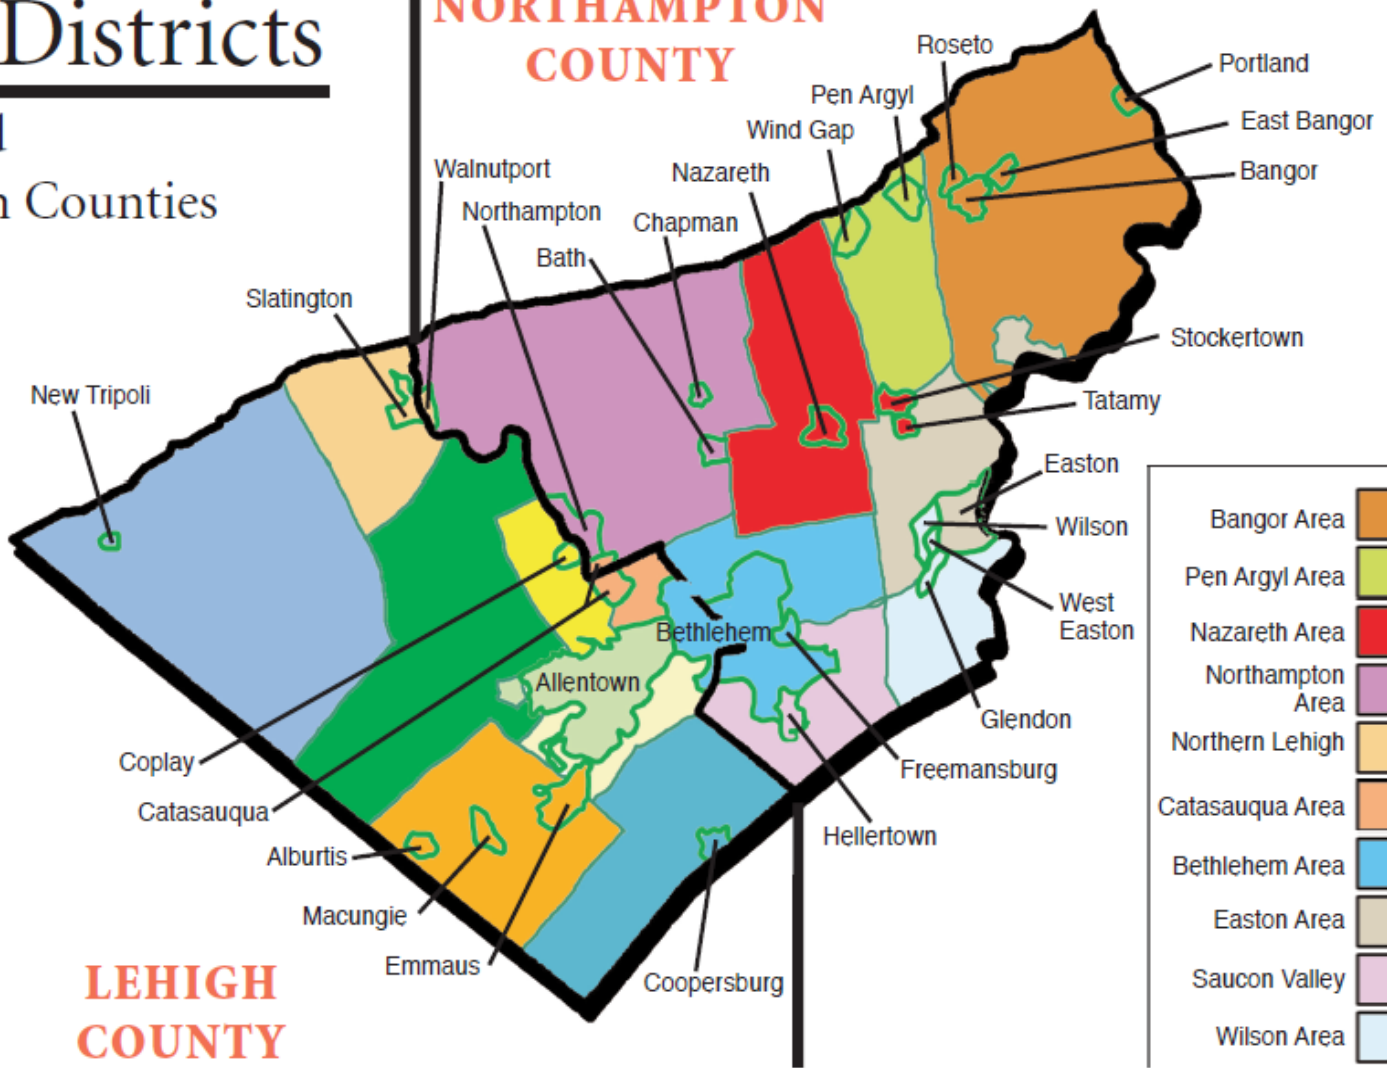 Districts
NORTHAMPTON
COUNTY
Counties
Roseto
Portland
Pen Argyl
East Bangor
Wind Gap
Bangor
Walnutport
Nazareth
Northampton
Chapman
Bath
Slatington
Stockertown
New Tripoli
Tatamy
Easton
Wilson
West
Easton
Bethlehem
Allentown
Glendon
Coplay
Freemansburg
Catasauqua
Hellertown
Alburtis
Macungie
Emmaus
Coopersburg
LEHIGH
COUNTY
Bangor Area
Pen Argyl Area
Nazareth Area
Northampton
Area
Northern Lehigh
Catasauqua Area
Bethlehem Area
Easton Area
Saucon Valley
Wilson Area